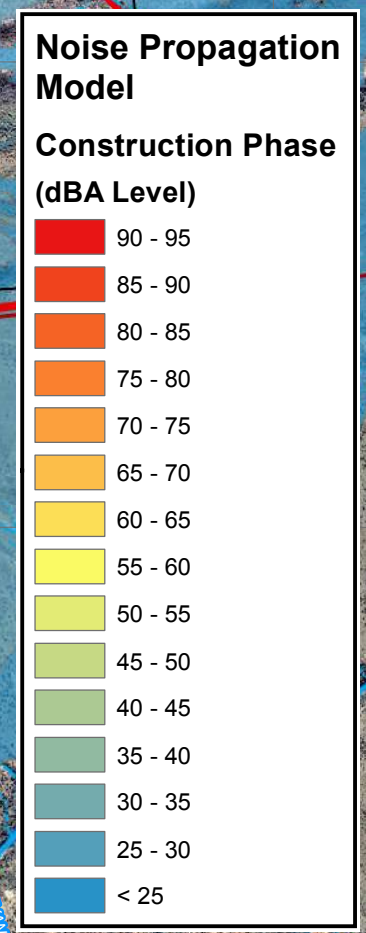 Noise Propagation
Model
Construction Phase
(dBA Level)
90 - 95
85 - 90
80 - 85
75 - 80
70 - 75
65 - 70
60 - 65
55 - 60
50 - 55
45 - 50
40 - 45
35 - 40
30 - 35
25 - 30
< 25